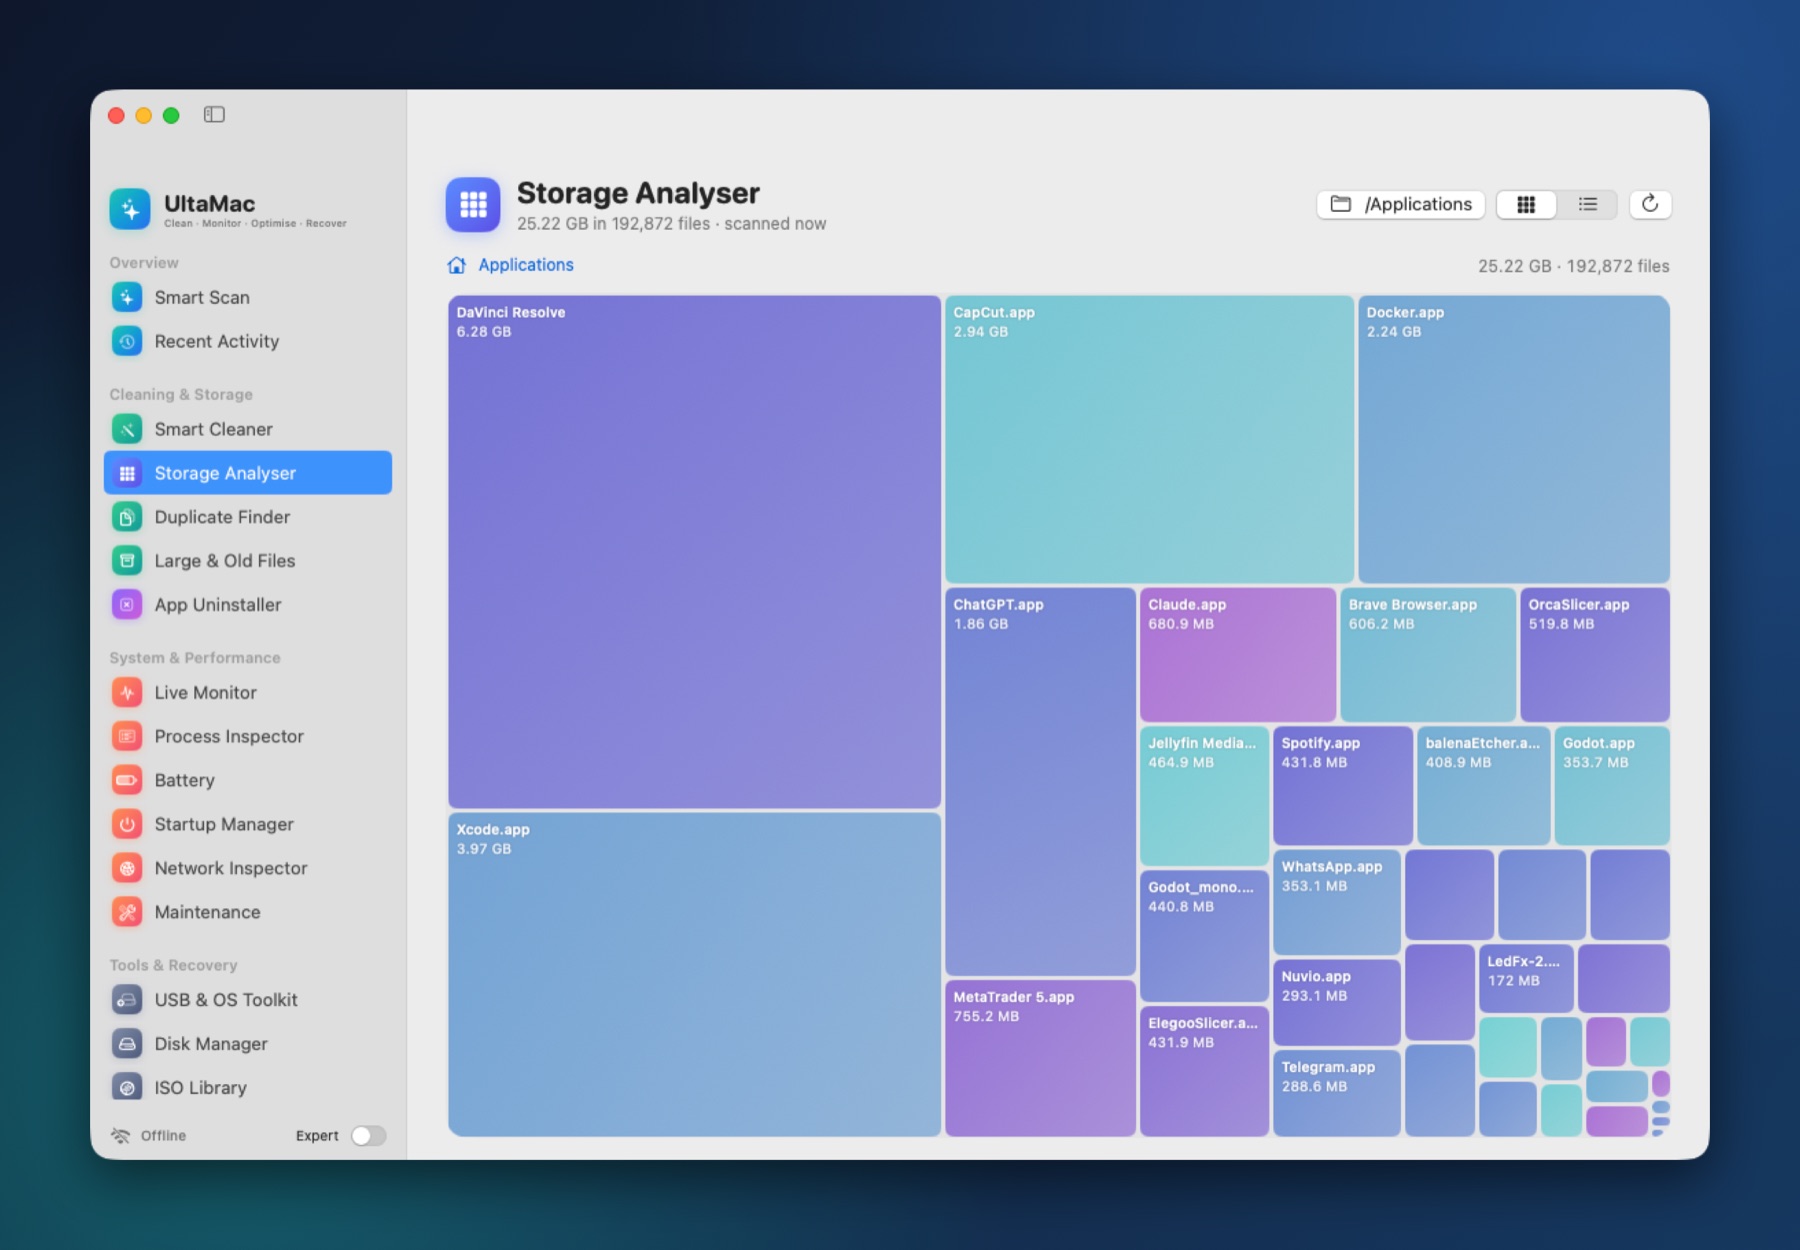 UltaMac
Clean · Monitor · Optimise · Recover
Overview
Smart Scan
Recent Activity
Cleaning & Storage
Smart Cleaner
Storage Analyser
Duplicate Finder
Large & Old Files
App Uninstaller
System & Performance
Live Monitor
Process Inspector
Battery
Startup Manager
Network Inspector
Maintenance
Tools & Recovery
USB & OS Toolkit
Disk Manager
ISO Library
Offline
Expert
Storage Analyser
25.22 GB in 192,872 files · scanned now
/Applications
Applications
25.22 GB · 192,872 files
DaVinci Resolve
6.28 GB
CapCut.app
2.94 GB
Docker.app
2.24 GB
Xcode.app
3.97 GB
ChatGPT.app
1.86 GB
Claude.app
680.9 MB
Brave Browser.app
606.2 MB
OrcaSlicer.app
519.8 MB
Jellyfin Media...
464.9 MB
Spotify.app
431.8 MB
balenaEtcher.a...
408.9 MB
Godot.app
353.7 MB
Godot_mono....
440.8 MB
WhatsApp.app
353.1 MB
MetaTrader 5.app
755.2 MB
ElegooSlicer.a...
431.9 MB
Nuvio.app
293.1 MB
LedFx-2....
172 MB
Telegram.app
288.6 MB